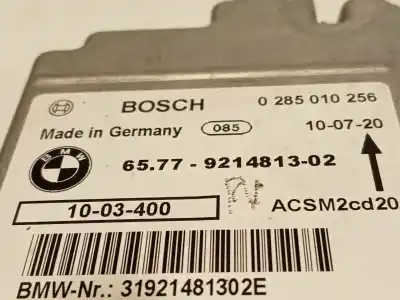 BOSCH 0 285 010 256
Made in Germany 085 10-07-20
BMW 65.77 - 9214813-02
10-03-400 ACSM2cd20
BMW-Nr.: 31921481302E